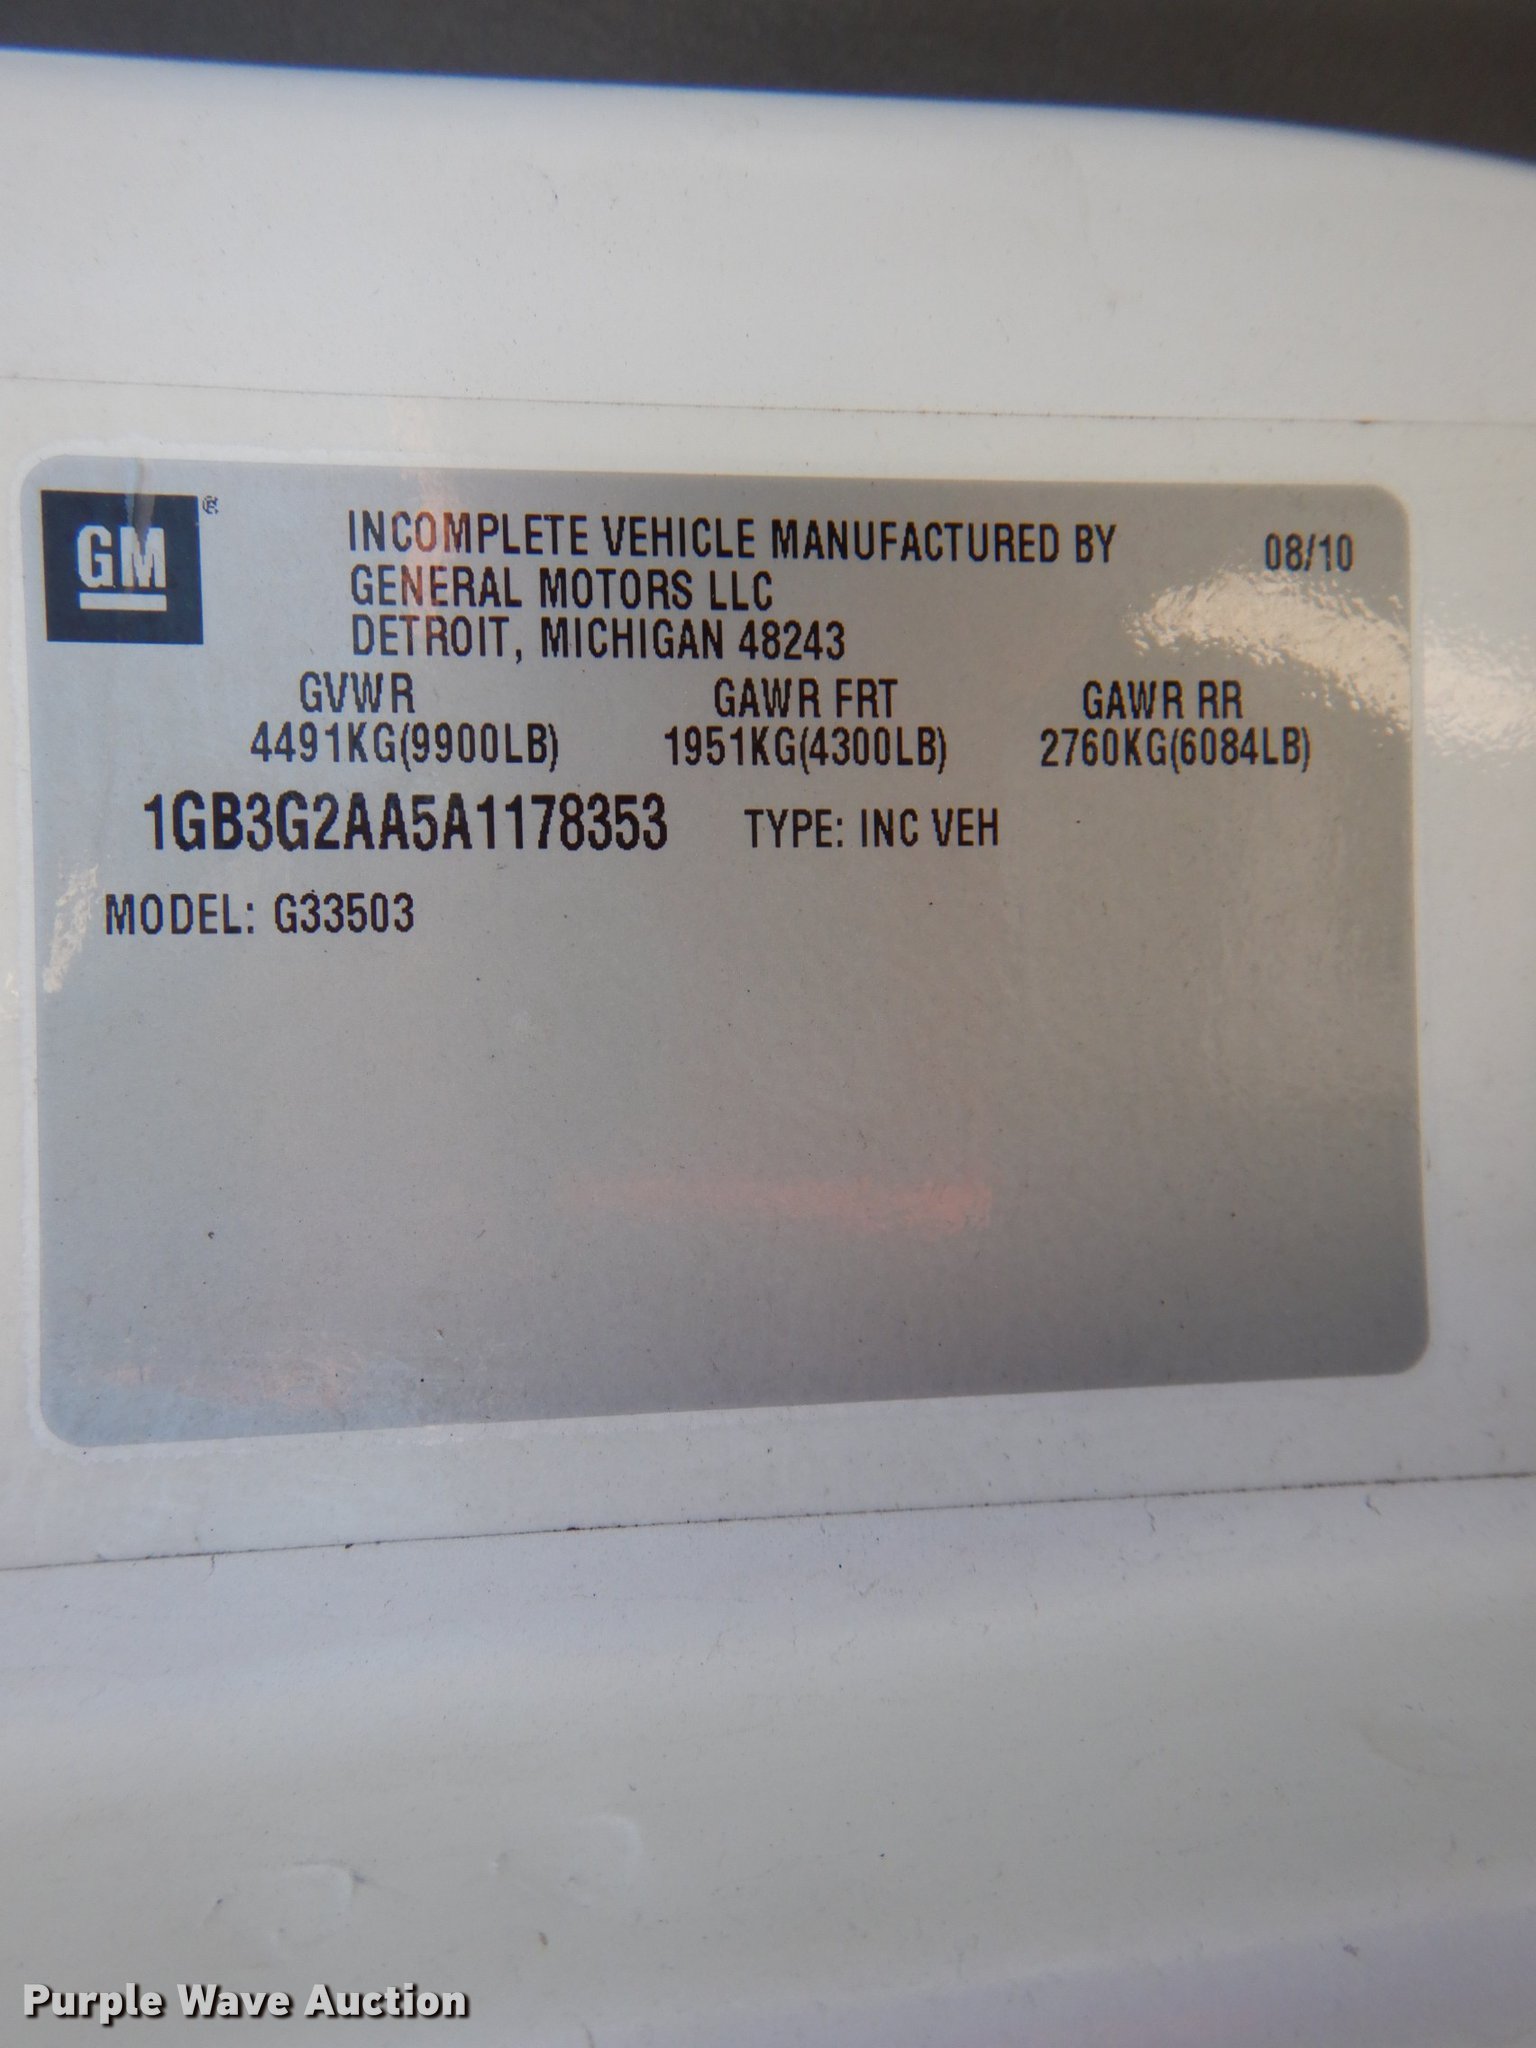 GM ®
INCOMPLETE VEHICLE MANUFACTURED BY 08/10
GENERAL MOTORS LLC
DETROIT, MICHIGAN 48243
GVWR GAWR FRT GAWR RR
4491KG(9900LB) 1951KG(4300LB) 2760KG(6084LB)
1GB3G2AA5A1178353 TYPE: INC VEH
MODEL: G33503
Purple Wave Auction